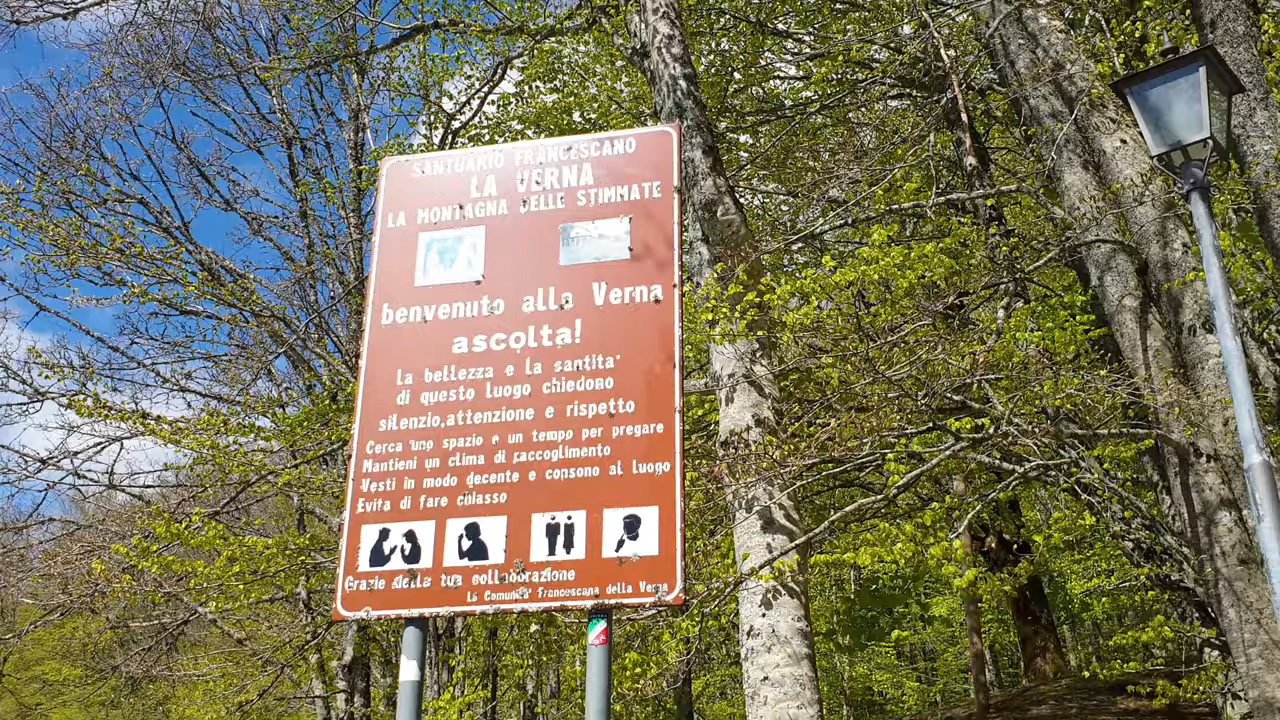 SANTUARIO FRANCESCANO
LA VERNA
LA MONTAGNA DELLE STIMMATE
benvenuto alla Verna
ascolta!
la bellezza e la santita'
di questo luogo chiedono
silenzio,attenzione e rispetto
Cerca uno spazio e un tempo per pregare
Mantieni un clima di raccoglimento
Vesti in modo decente e consono al luogo
Evita di fare chiasso
Grazie della tua collaborazione
La Comunita' Francescana della Verna